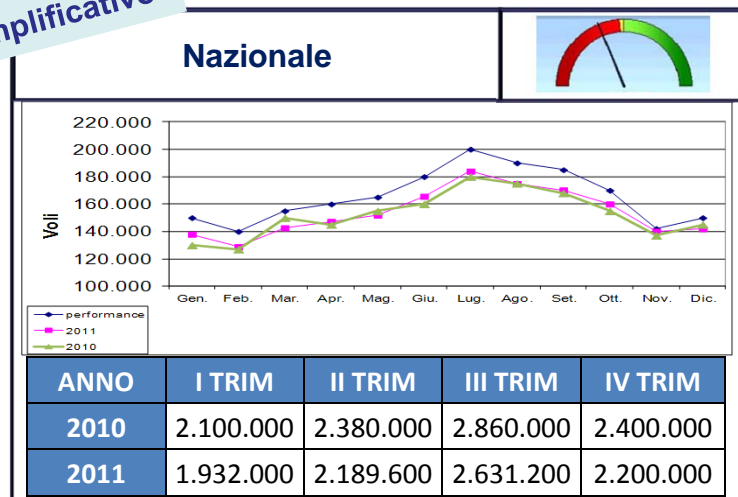 Nazionale
220.000
200.000
180.000
160.000
140.000
120.000
100.000
Voli
Gen. Feb. Mar. Apr. Mag. Giu. Lug. Ago. Set. Ott. Nov. Dic.
performance
2011
2010
ANNO I TRIM II TRIM III TRIM IV TRIM
2010 2.100.000 2.380.000 2.860.000 2.400.000
2011 1.932.000 2.189.600 2.631.200 2.200.000